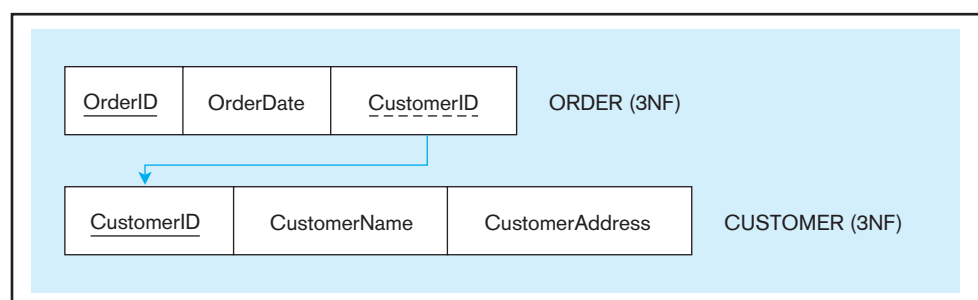 OrderID OrderDate CustomerID ORDER (3NF)
CustomerID CustomerName CustomerAddress CUSTOMER (3NF)